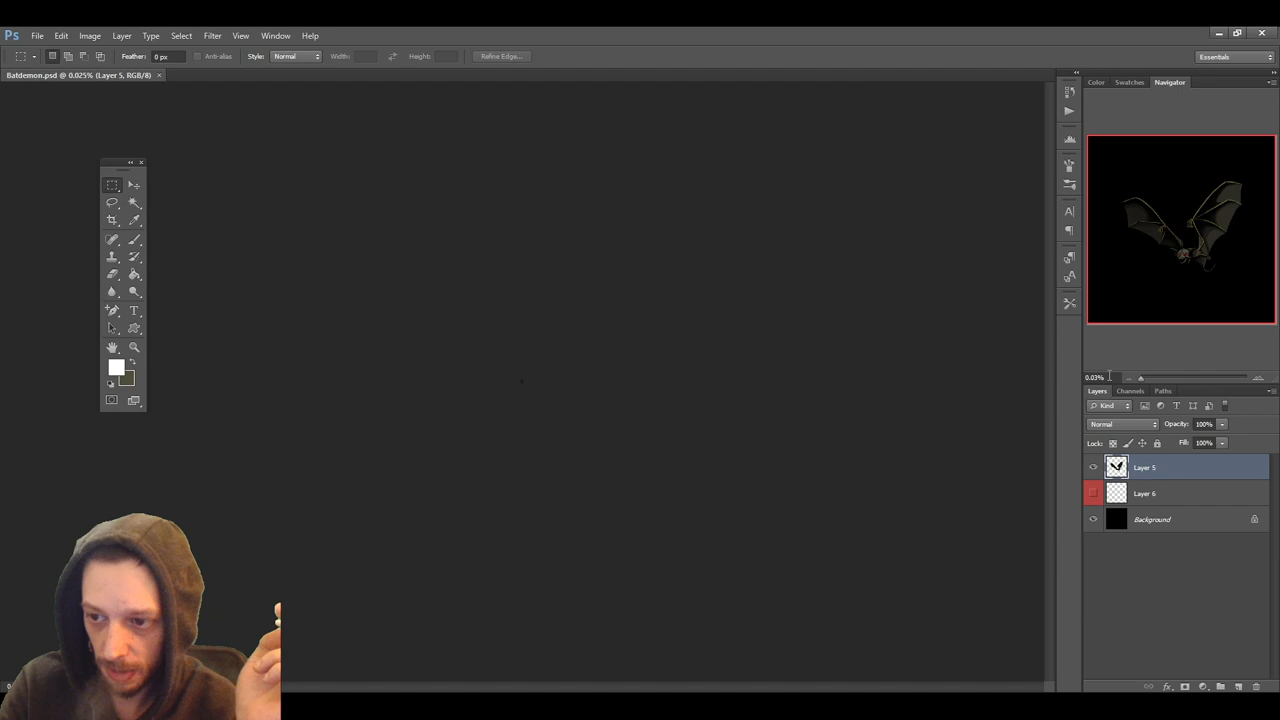 Ps File Edit Image Layer Type Select Filter View Window Help
Feather: 0 px Anti-alias Style: Normal Width: Height: Refine Edge... Essentials
Batdemon.psd @ 0.025% (Layer 5, RGB/8) ×
Color Swatches Navigator
0.03%
Layers Channels Paths
Kind
Normal Opacity: 100%
Lock: Fill: 100%
Layer 5
Layer 6
Background